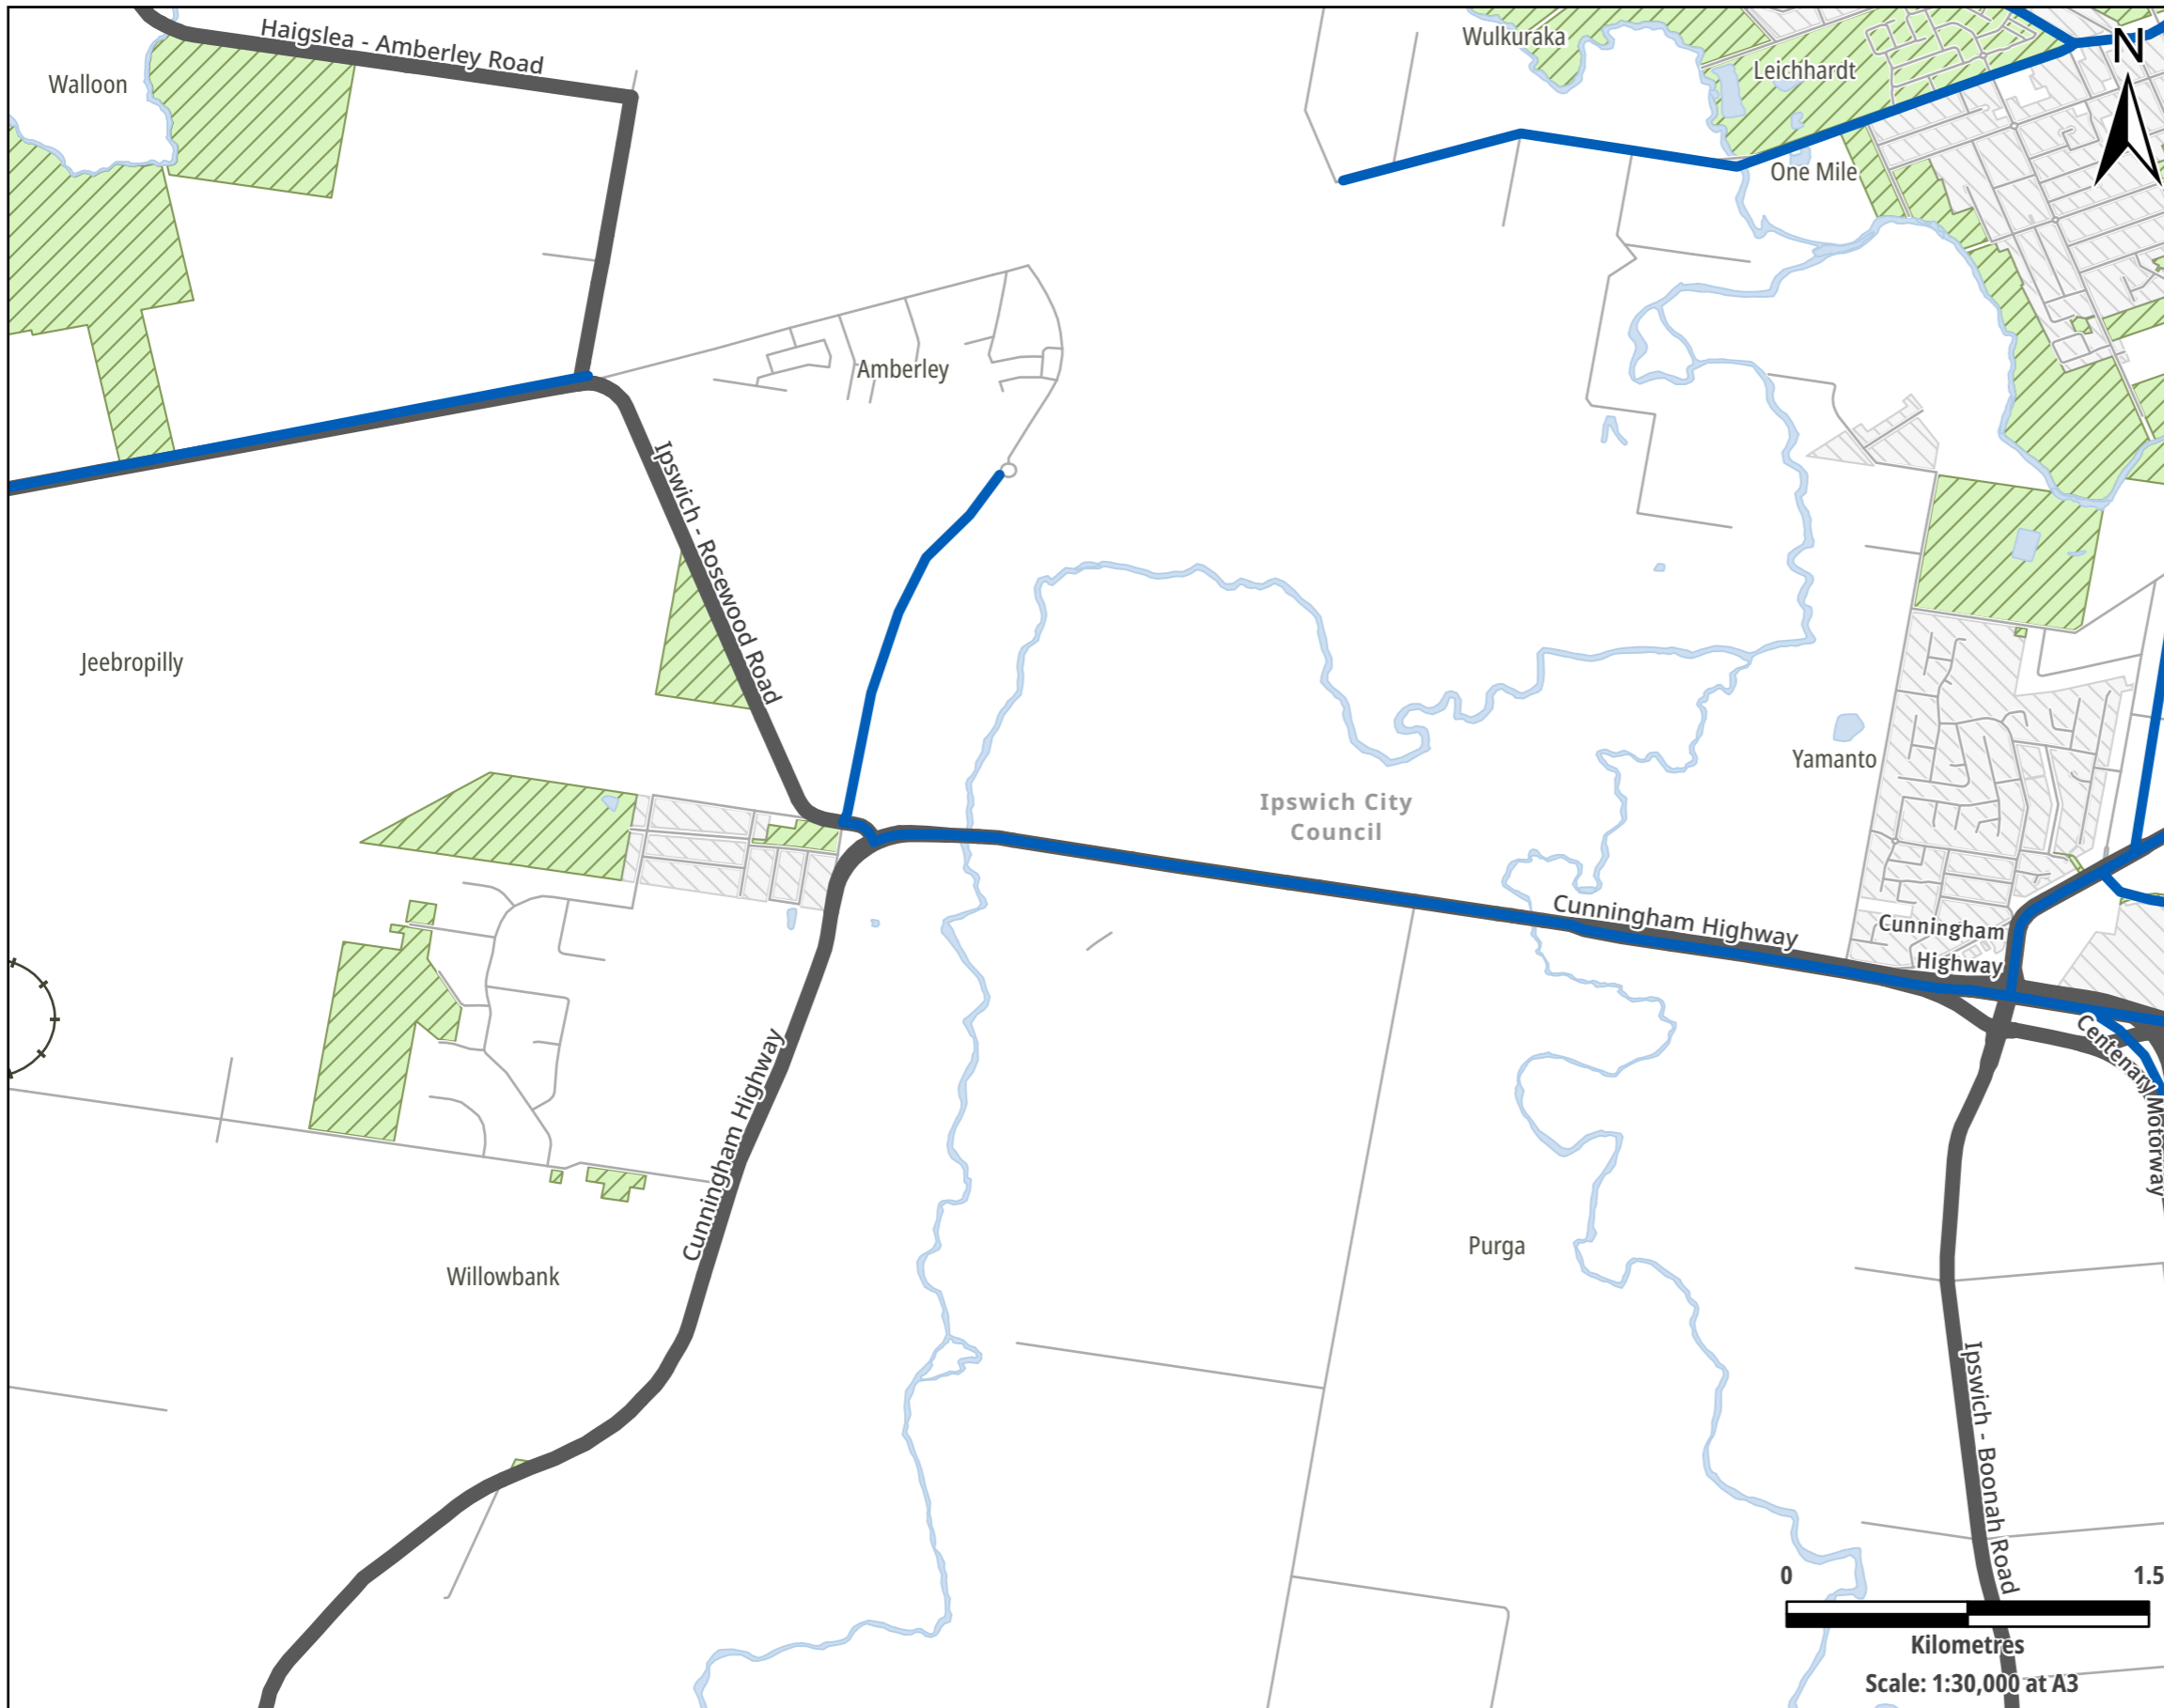 Haigslea - Amberley Road
Wulkuraka
N
Walloon
Leichhardt
One Mile
Amberley
Ipswich - Rosewood Road
Jeebropilly
Yamanto
Ipswich City
Council
Cunningham Highway
Cunningham
Highway
Centenary Motorway
Cunningham Highway
Purga
Willowbank
Ipswich - Boonah Road
0 1.5
Kilometres
Scale: 1:30,000 at A3